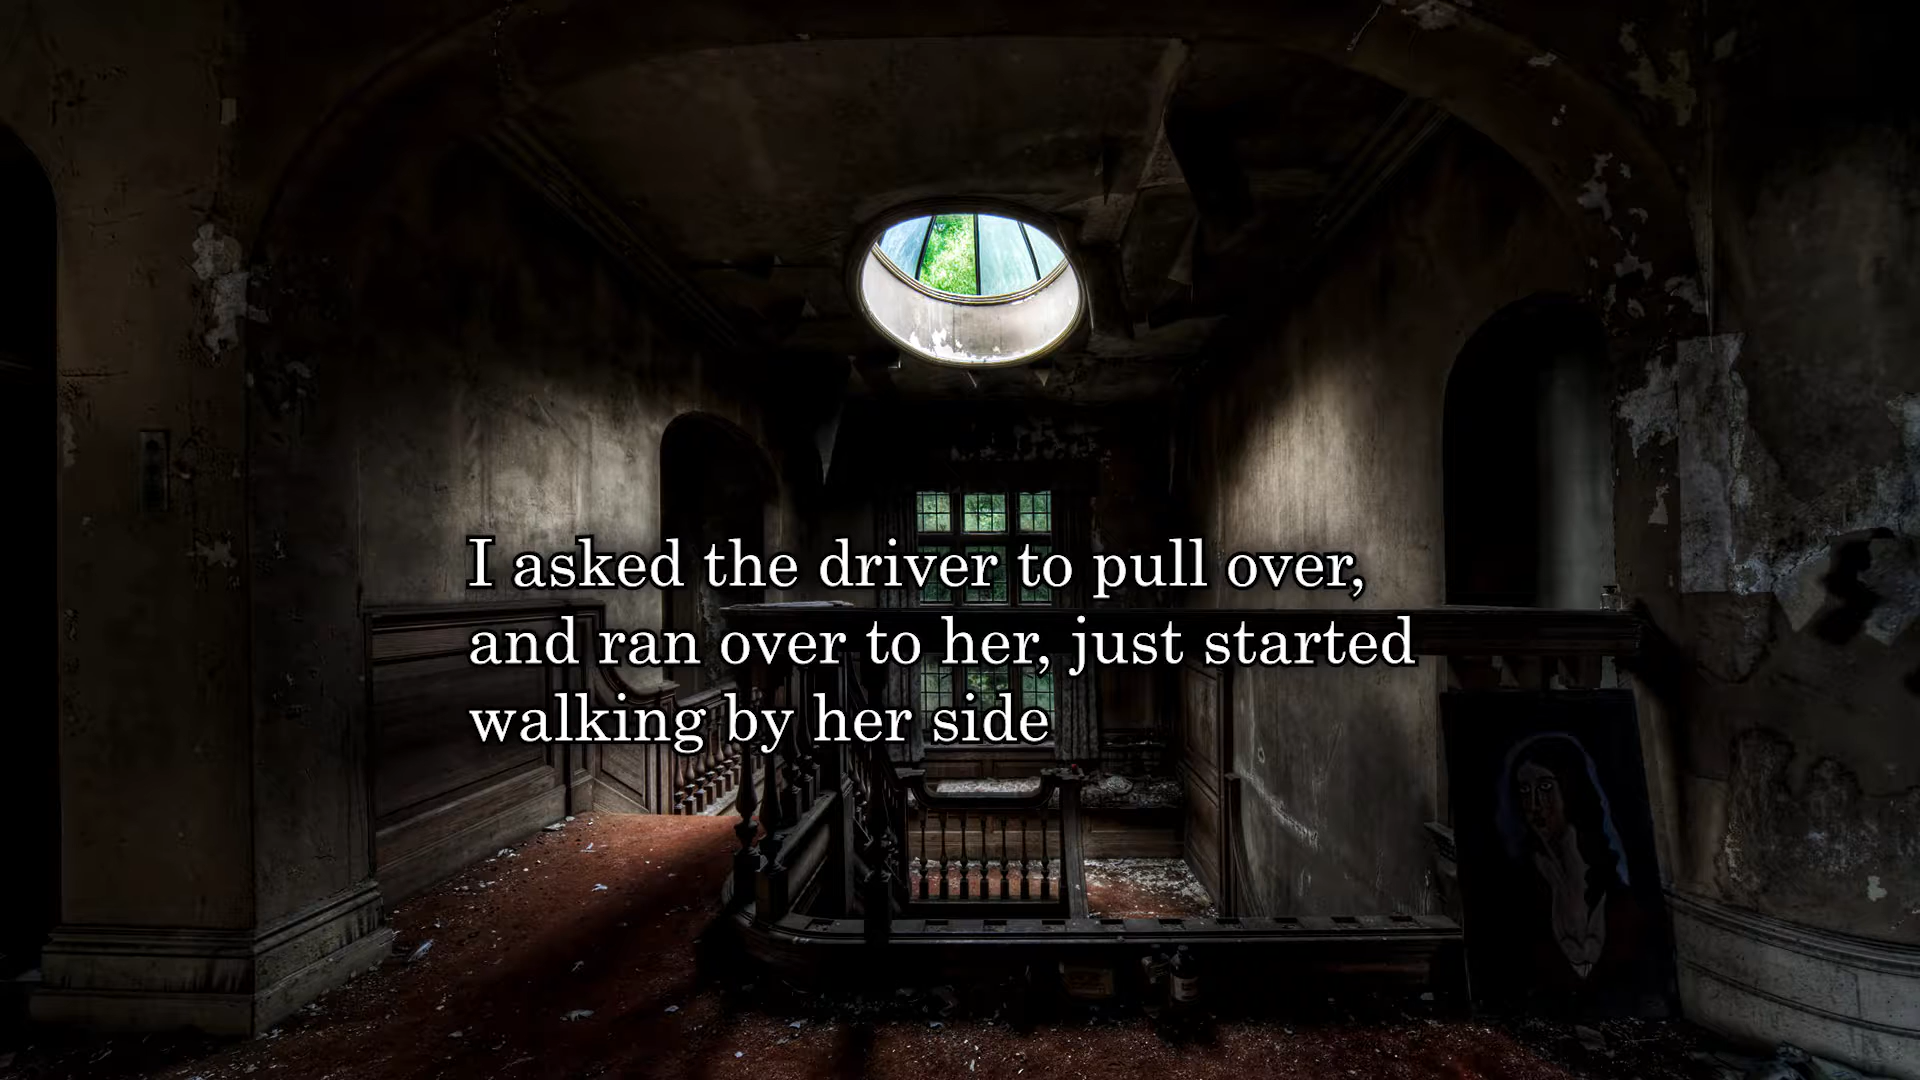 I asked the driver to pull over,
and ran over to her, just started
walking by her side